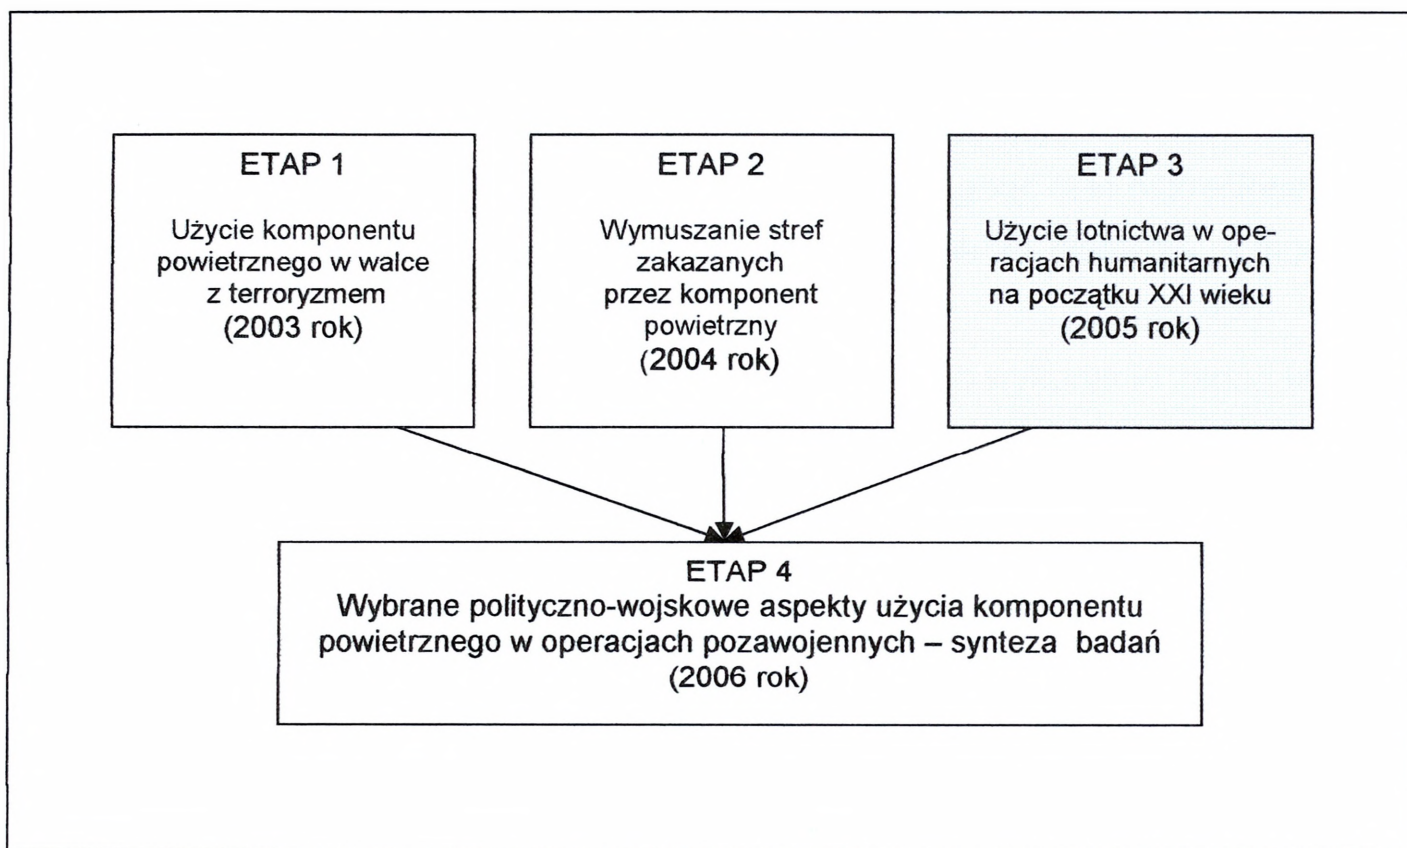 ETAP 1
Użycie komponentu
powietrznego w walce
z terroryzmem
(2003 rok)
ETAP 2
Wymuszanie stref
zakazanych
przez komponent
powietrzny
(2004 rok)
ETAP 3
Użycie lotnictwa w ope-
racjach humanitarnych
na początku XXI wieku
(2005 rok)
ETAP 4
Wybrane polityczno-wojskowe aspekty użycia komponentu
powietrznego w operacjach pozawojennych – synteza badań
(2006 rok)